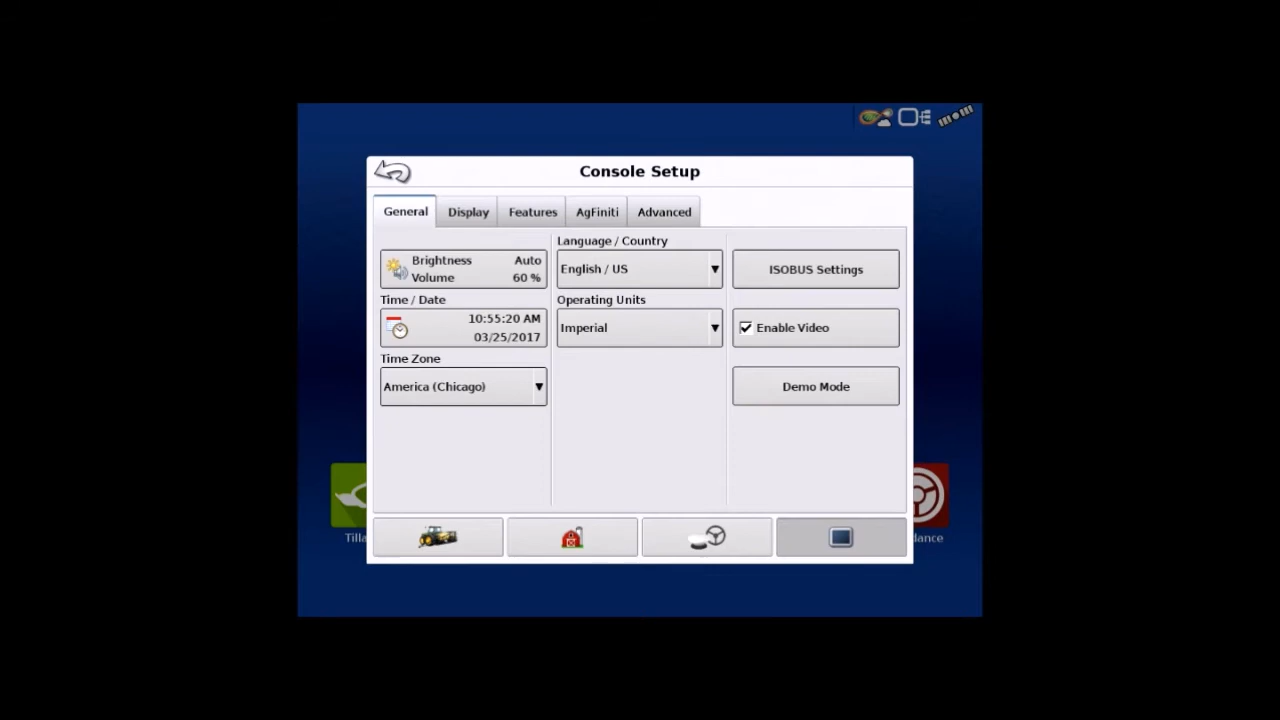 Console Setup
General
Display
Features
AgFiniti
Advanced
Brightness Auto
Volume 60 %
Time / Date
10:55:20 AM
03/25/2017
Time Zone
America (Chicago)
Language / Country
English / US
Operating Units
Imperial
ISOBUS Settings
Enable Video
Demo Mode
Tilla
dance